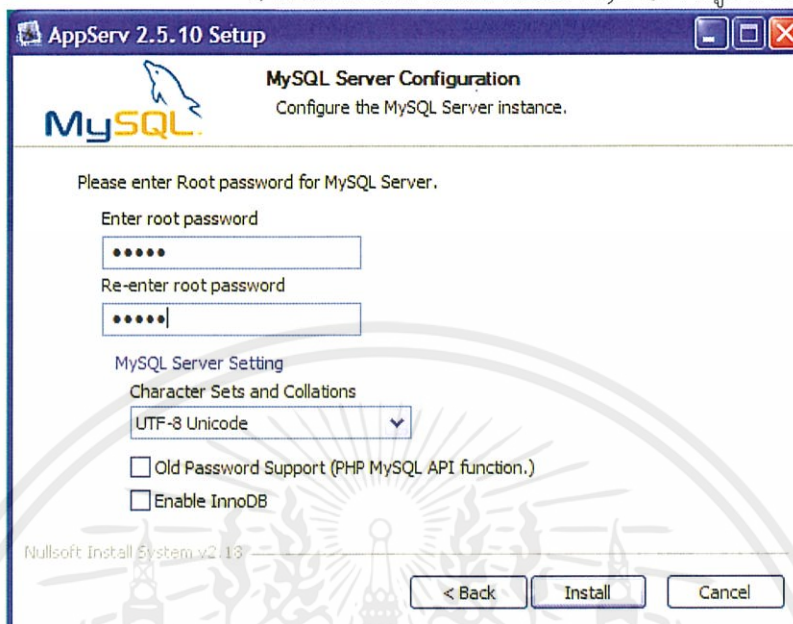 AppServ 2.5.10 Setup
MySQL Server Configuration
Configure the MySQL Server instance.
MySQL
Please enter Root password for MySQL Server.
Enter root password
•••••
Re-enter root password
•••••
MySQL Server Setting
Character Sets and Collations
UTF-8 Unicode
Old Password Support (PHP MySQL API function.)
Enable InnoDB
Nullsoft Install System v2.18
< Back Install Cancel